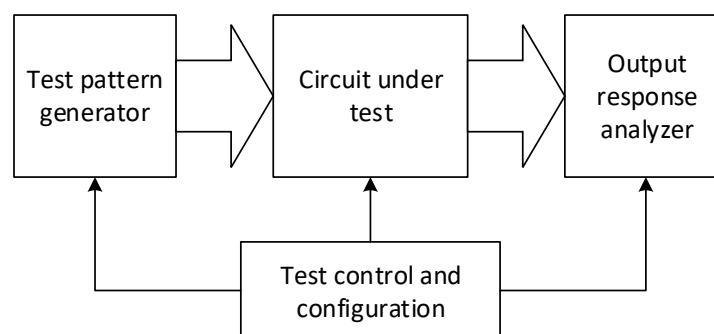 Test pattern
generator
Circuit under
test
Output
response
analyzer
Test control and
configuration